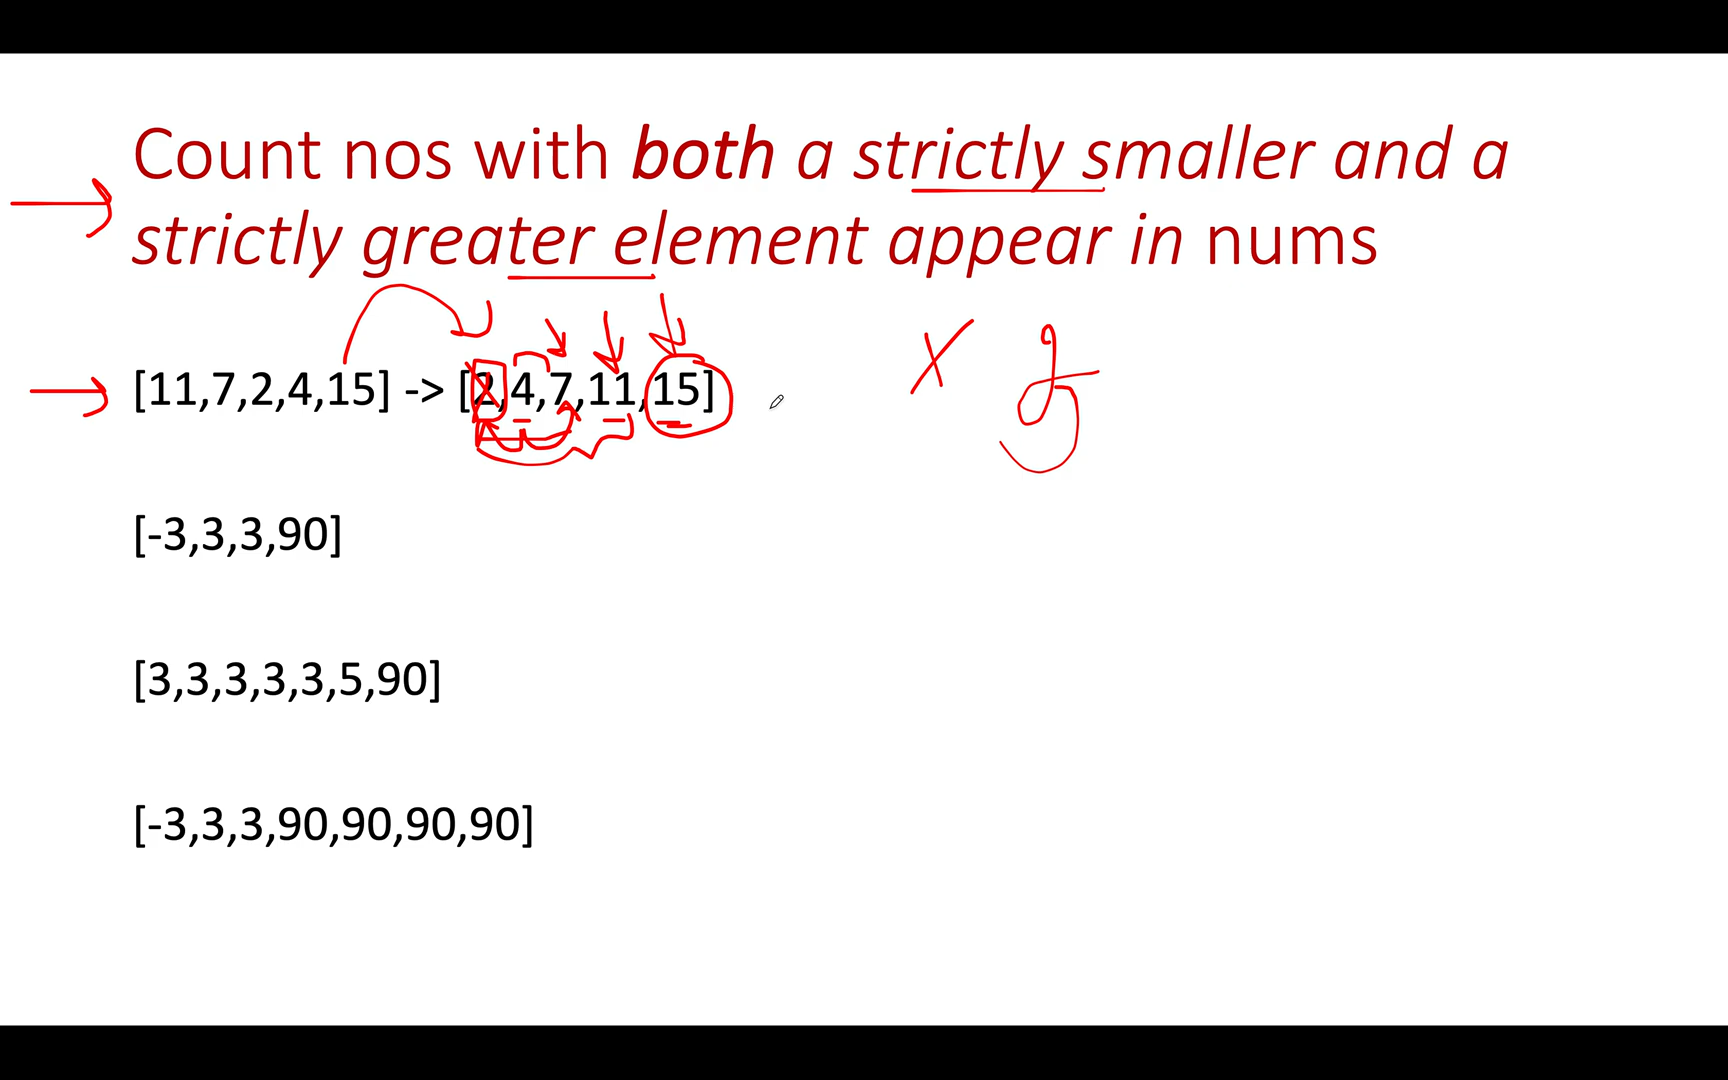 Count nos with both a strictly smaller and a
strictly greater element appear in nums
[11,7,2,4,15] -> [2,4,7,11,15]
[-3,3,3,90]
[3,3,3,3,3,5,90]
[-3,3,3,90,90,90,90]